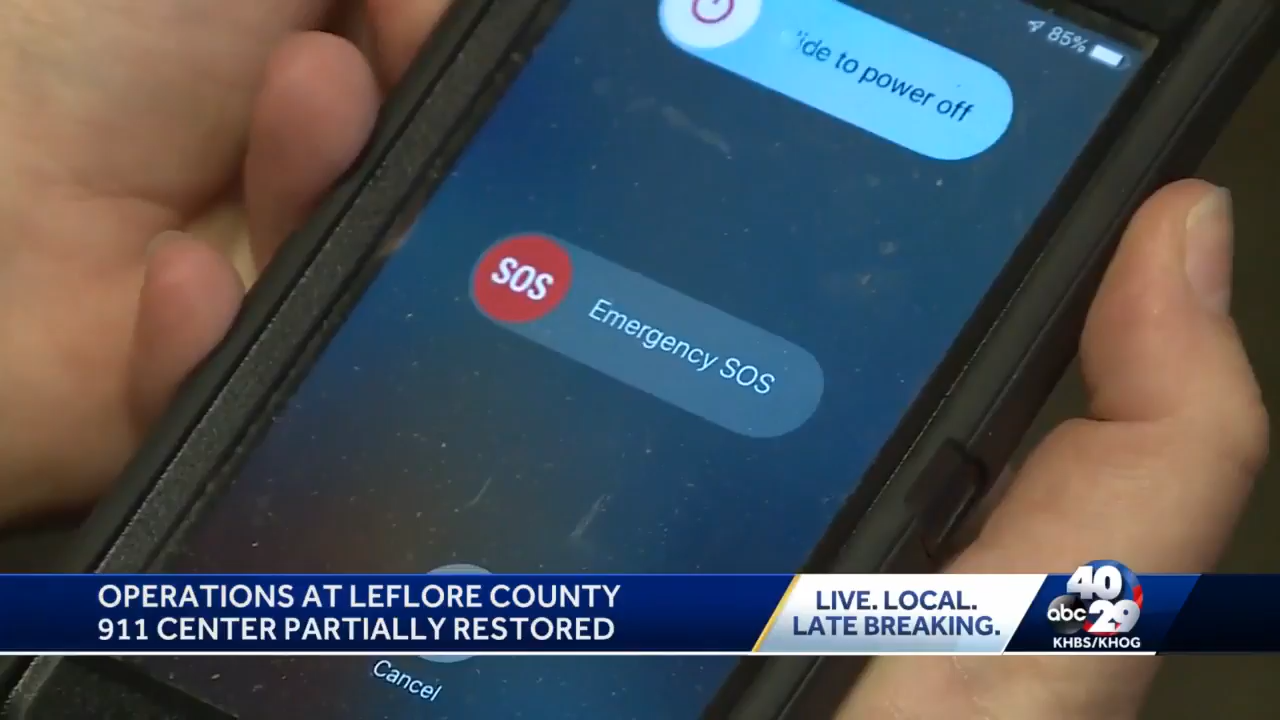 85%
ide to power off
SOS
Emergency SOS
OPERATIONS AT LEFLORE COUNTY
911 CENTER PARTIALLY RESTORED
LIVE. LOCAL.
LATE BREAKING.
40
abc 29
KHBS/KHOG
Cancel